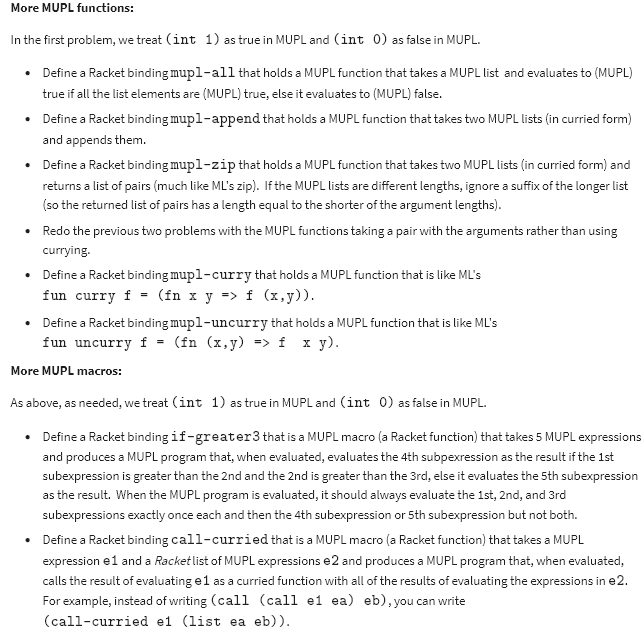 More MUPL functions:
In the first problem, we treat (int 1) as true in MUPL and (int 0) as false in MUPL.
• Define a Racket binding mupl-all that holds a MUPL function that takes a MUPL list and evaluates to (MUPL)
true if all the list elements are (MUPL) true, else it evaluates to (MUPL) false.
• Define a Racket binding mupl-append that holds a MUPL function that takes two MUPL lists (in curried form)
and appends them.
• Define a Racket binding mupl-zip that holds a MUPL function that takes two MUPL lists (in curried form) and
returns a list of pairs (much like ML's zip). If the MUPL lists are different lengths, ignore a suffix of the longer list
(so the returned list of pairs has a length equal to the shorter of the argument lengths).
• Redo the previous two problems with the MUPL functions taking a pair with the arguments rather than using
currying.
• Define a Racket binding mupl-curry that holds a MUPL function that is like ML's
fun curry f = (fn x y => f (x,y)).
• Define a Racket binding mupl-uncurry that holds a MUPL function that is like ML's
fun uncurry f = (fn (x,y) => f x y).
More MUPL macros:
As above, as needed, we treat (int 1) as true in MUPL and (int 0) as false in MUPL.
• Define a Racket binding if-greater3 that is a MUPL macro (a Racket function) that takes 5 MUPL expressions
and produces a MUPL program that, when evaluated, evaluates the 4th subpexression as the result if the 1st
subexpression is greater than the 2nd and the 2nd is greater than the 3rd, else it evaluates the 5th subexpression
as the result. When the MUPL program is evaluated, it should always evaluate the 1st, 2nd, and 3rd
subexpressions exactly once each and then the 4th subexpression or 5th subexpression but not both.
• Define a Racket binding call-curried that is a MUPL macro (a Racket function) that takes a MUPL
expression e1 and a Racket list of MUPL expressions e2 and produces a MUPL program that, when evaluated,
calls the result of evaluating e1 as a curried function with all of the results of evaluating the expressions in e2.
For example, instead of writing (call (call e1 ea) eb), you can write
(call-curried e1 (list ea eb)).